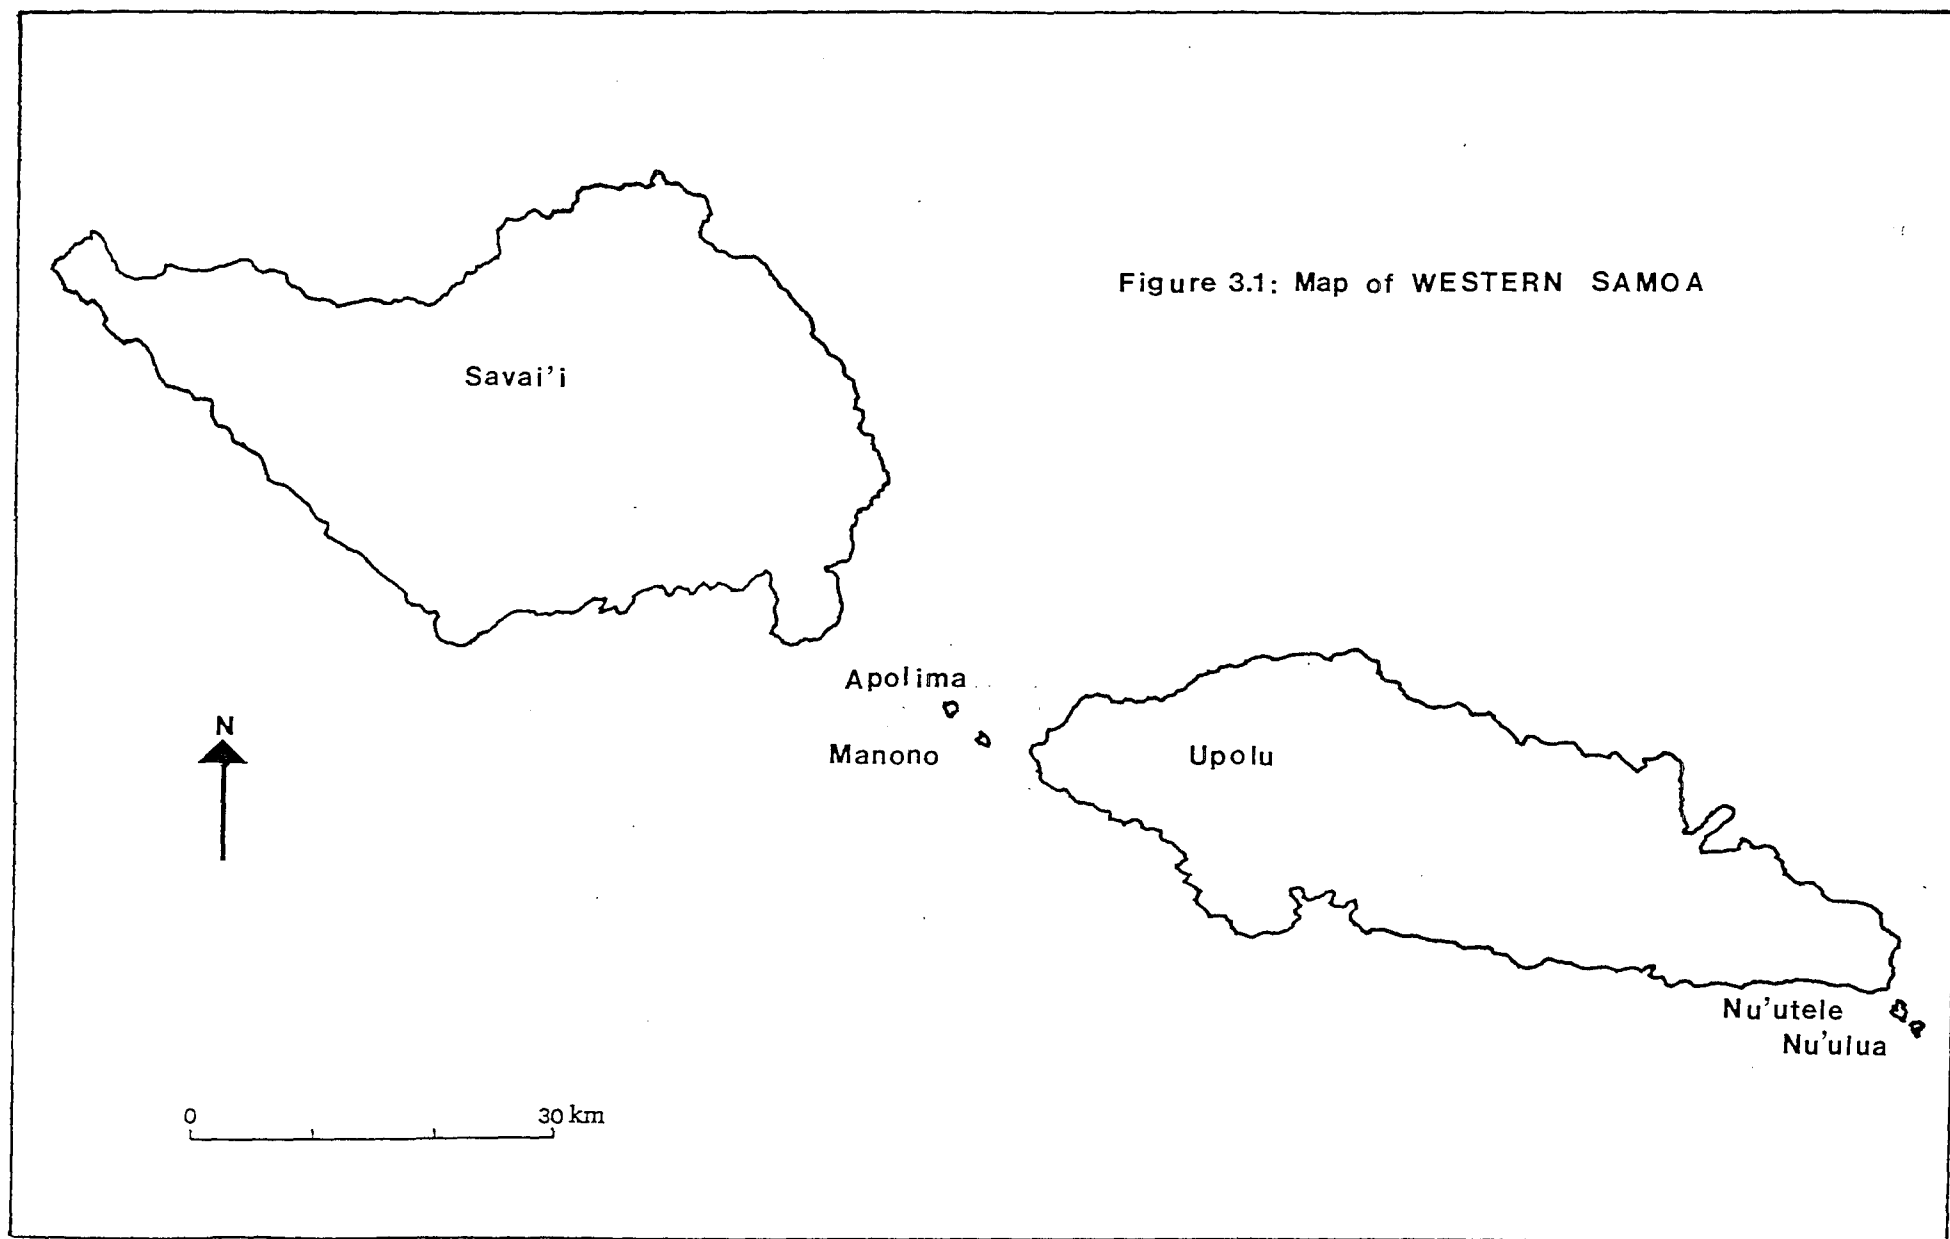 Figure 3.1: Map of WESTERN SAMOA
Savai'i
Apolima
N
Manono
Upolu
Nu'utele
Nu'ulua
0 30 km